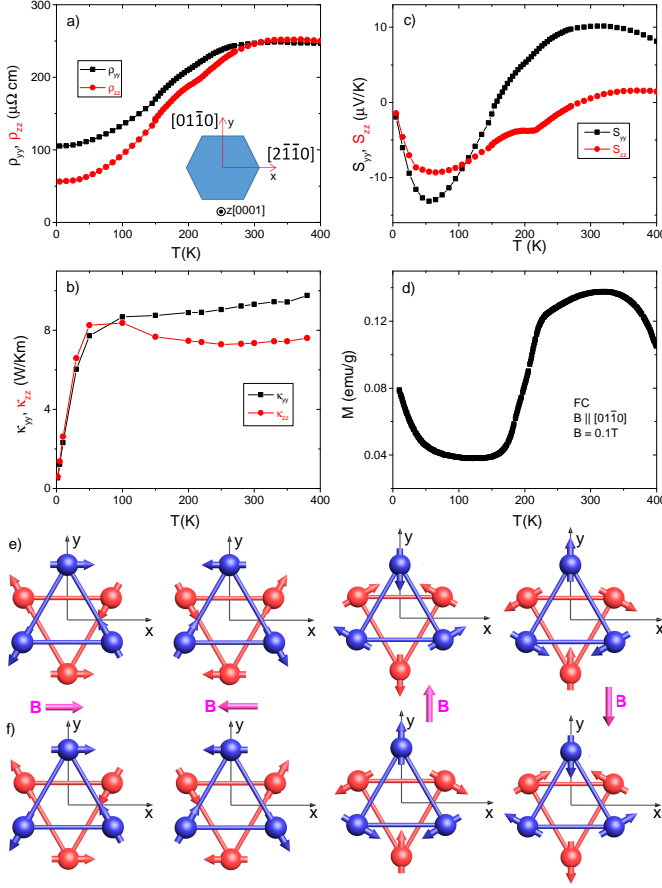 a)
ρyy, ρzz (μΩ cm)
300
200
100
0
ρyy
ρzz
[011̄0]
y
[21̄1̄0]
x
z[0001]
0 100 200 300 400
T(K)
c)
Syy, Szz (μV/K)
10
0
-10
Syy
Szz
0 100 200 300 400
T (K)
b)
κyy, κzz (W/Km)
8
4
0
κyy
κzz
0 100 200 300 400
T(K)
d)
M (emu/g)
0.12
0.08
0.04
FC
B || [011̄0]
B = 0.1T
0 100 200 300 400
T(K)
e)
y
x
y
x
y
x
y
x
B
B
B
B
f)
y
x
y
x
y
x
y
x